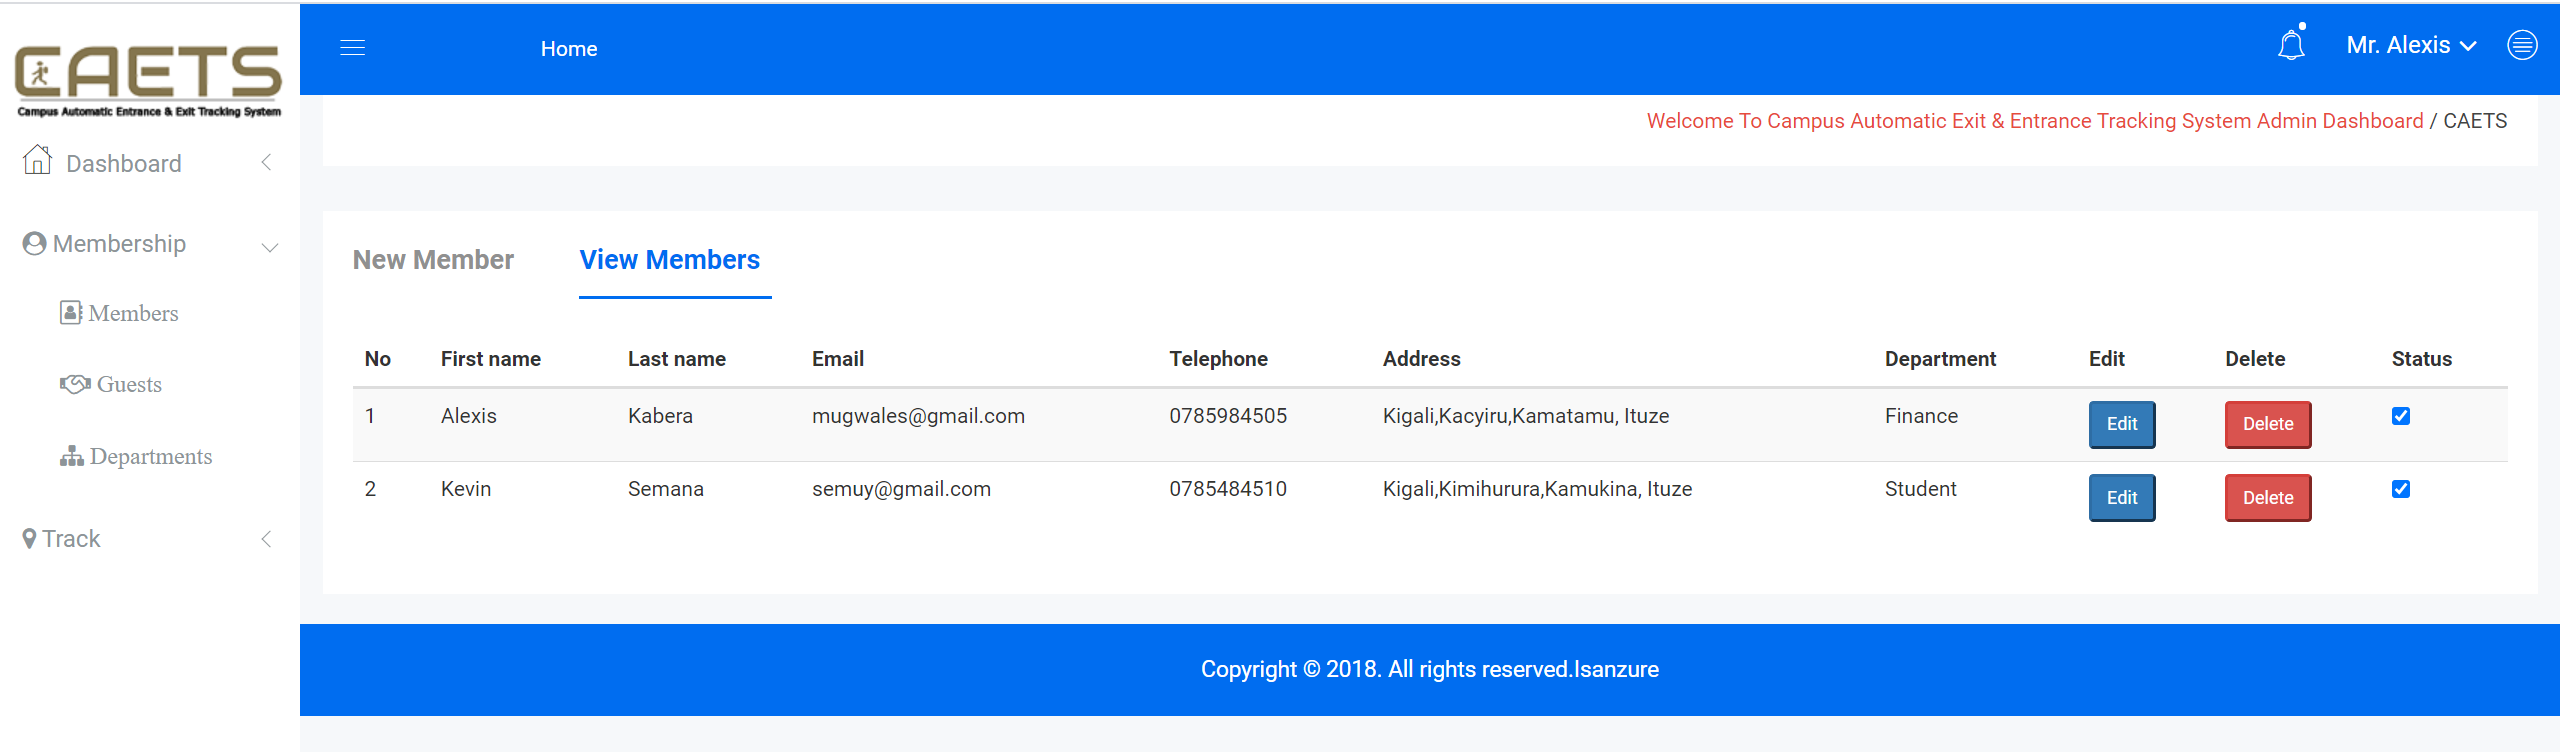 CAETS
Campus Automatic Entrance & Exit Tracking System
Dashboard
Membership
Members
Guests
Departments
Track
Home
Mr. Alexis
Welcome To Campus Automatic Exit & Entrance Tracking System Admin Dashboard / CAETS
New Member View Members
No First name Last name Email Telephone Address Department Edit Delete Status
1 Alexis Kabera mugwales@gmail.com 0785984505 Kigali,Kacyiru,Kamatamu, Ituze Finance Edit Delete
2 Kevin Semana semuy@gmail.com 0785484510 Kigali,Kimihurura,Kamukina, Ituze Student Edit Delete
Copyright © 2018. All rights reserved.Isanzure